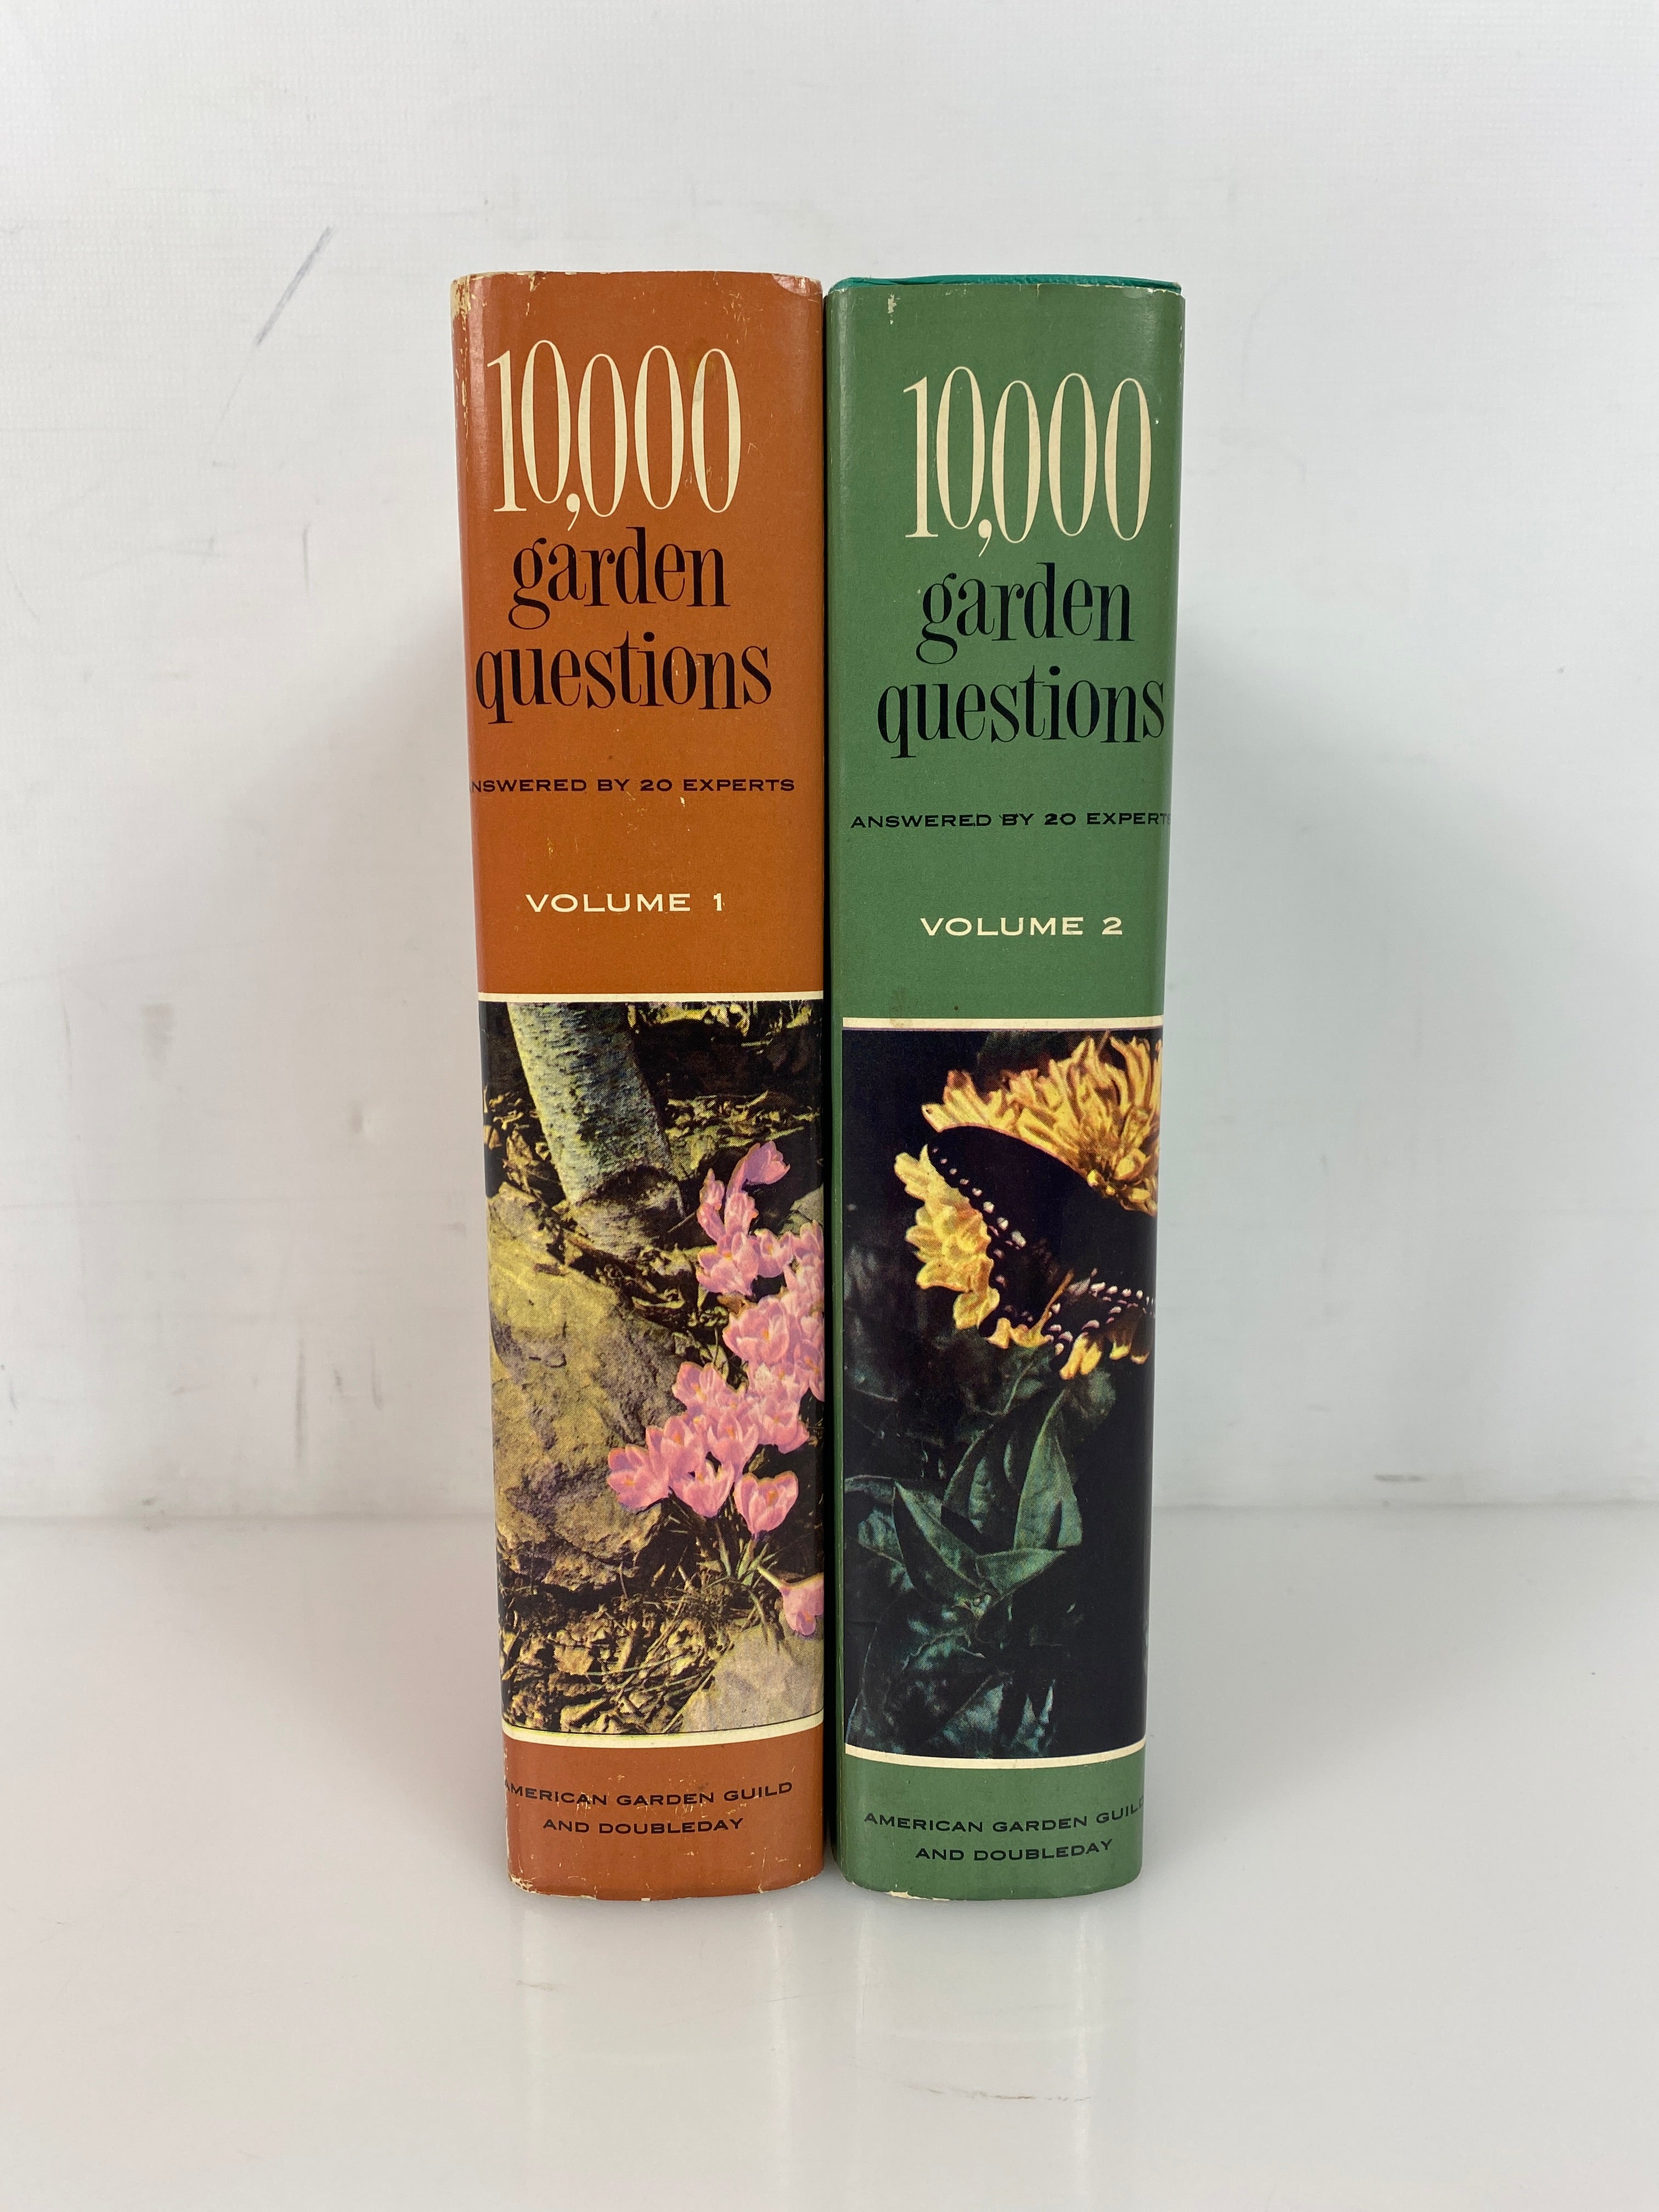 10,000
garden
questions
ANSWERED BY 20 EXPERTS
VOLUME 1
AMERICAN GARDEN GUILD
AND DOUBLEDAY
10,000
garden
questions
ANSWERED BY 20 EXPERTS
VOLUME 2
AMERICAN GARDEN GUILD
AND DOUBLEDAY